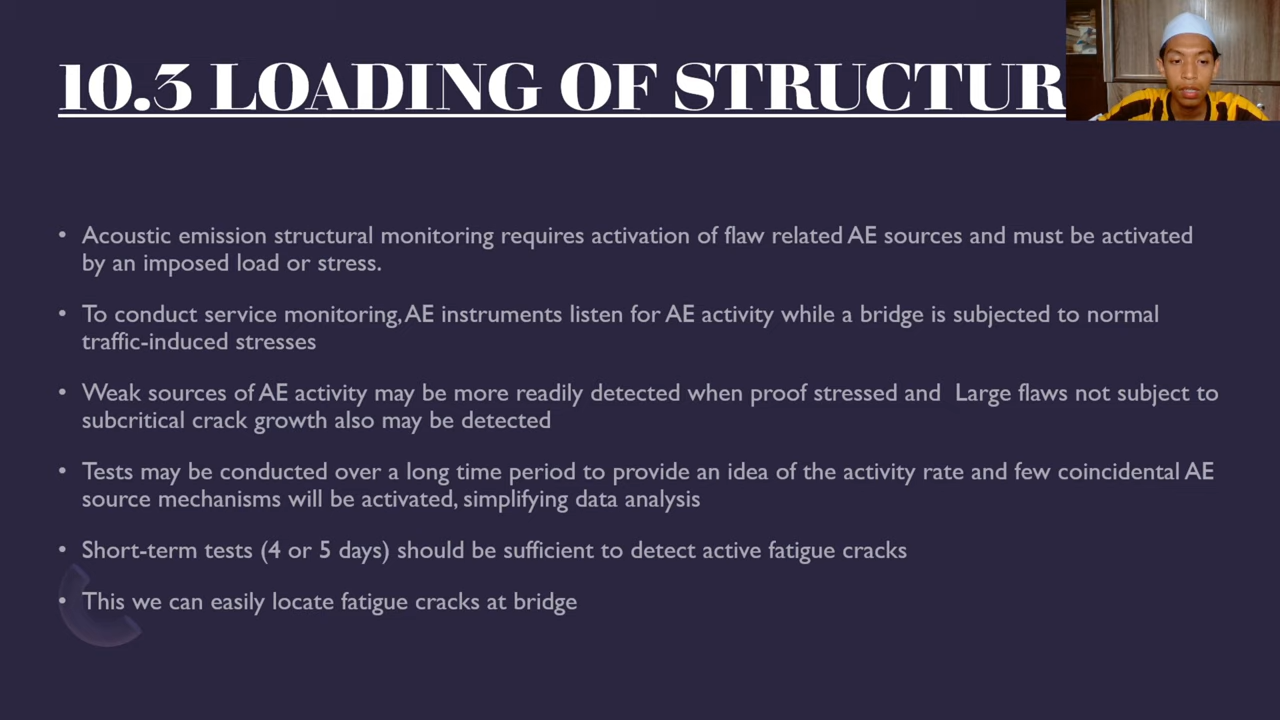 10.3 LOADING OF STRUCTUR
• Acoustic emission structural monitoring requires activation of flaw related AE sources and must be activated
by an imposed load or stress.
• To conduct service monitoring, AE instruments listen for AE activity while a bridge is subjected to normal
traffic-induced stresses
• Weak sources of AE activity may be more readily detected when proof stressed and  Large flaws not subject to
subcritical crack growth also may be detected
• Tests may be conducted over a long time period to provide an idea of the activity rate and few coincidental AE
source mechanisms will be activated, simplifying data analysis
• Short-term tests (4 or 5 days) should be sufficient to detect active fatigue cracks
• This we can easily locate fatigue cracks at bridge